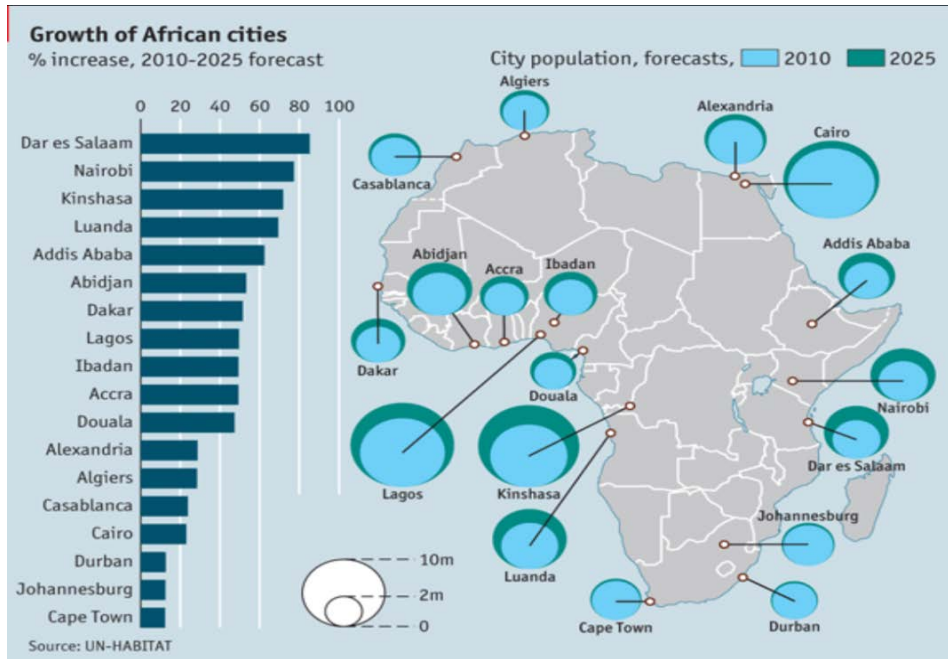 Growth of African cities
% increase, 2010-2025 forecast
City population, forecasts, 2010 2025
0 20 40 60 80 100
Dar es Salaam
Nairobi
Kinshasa
Luanda
Addis Ababa
Abidjan
Dakar
Lagos
Ibadan
Accra
Douala
Alexandria
Algiers
Casablanca
Cairo
Durban
Johannesburg
Cape Town
Source: UN-HABITAT
10m
2m
0
Algiers
Alexandria
Cairo
Casablanca
Addis Ababa
Abidjan
Accra
Ibadan
Dakar
Douala
Nairobi
Dar es Salaam
Lagos
Kinshasa
Johannesburg
Luanda
Cape Town
Durban